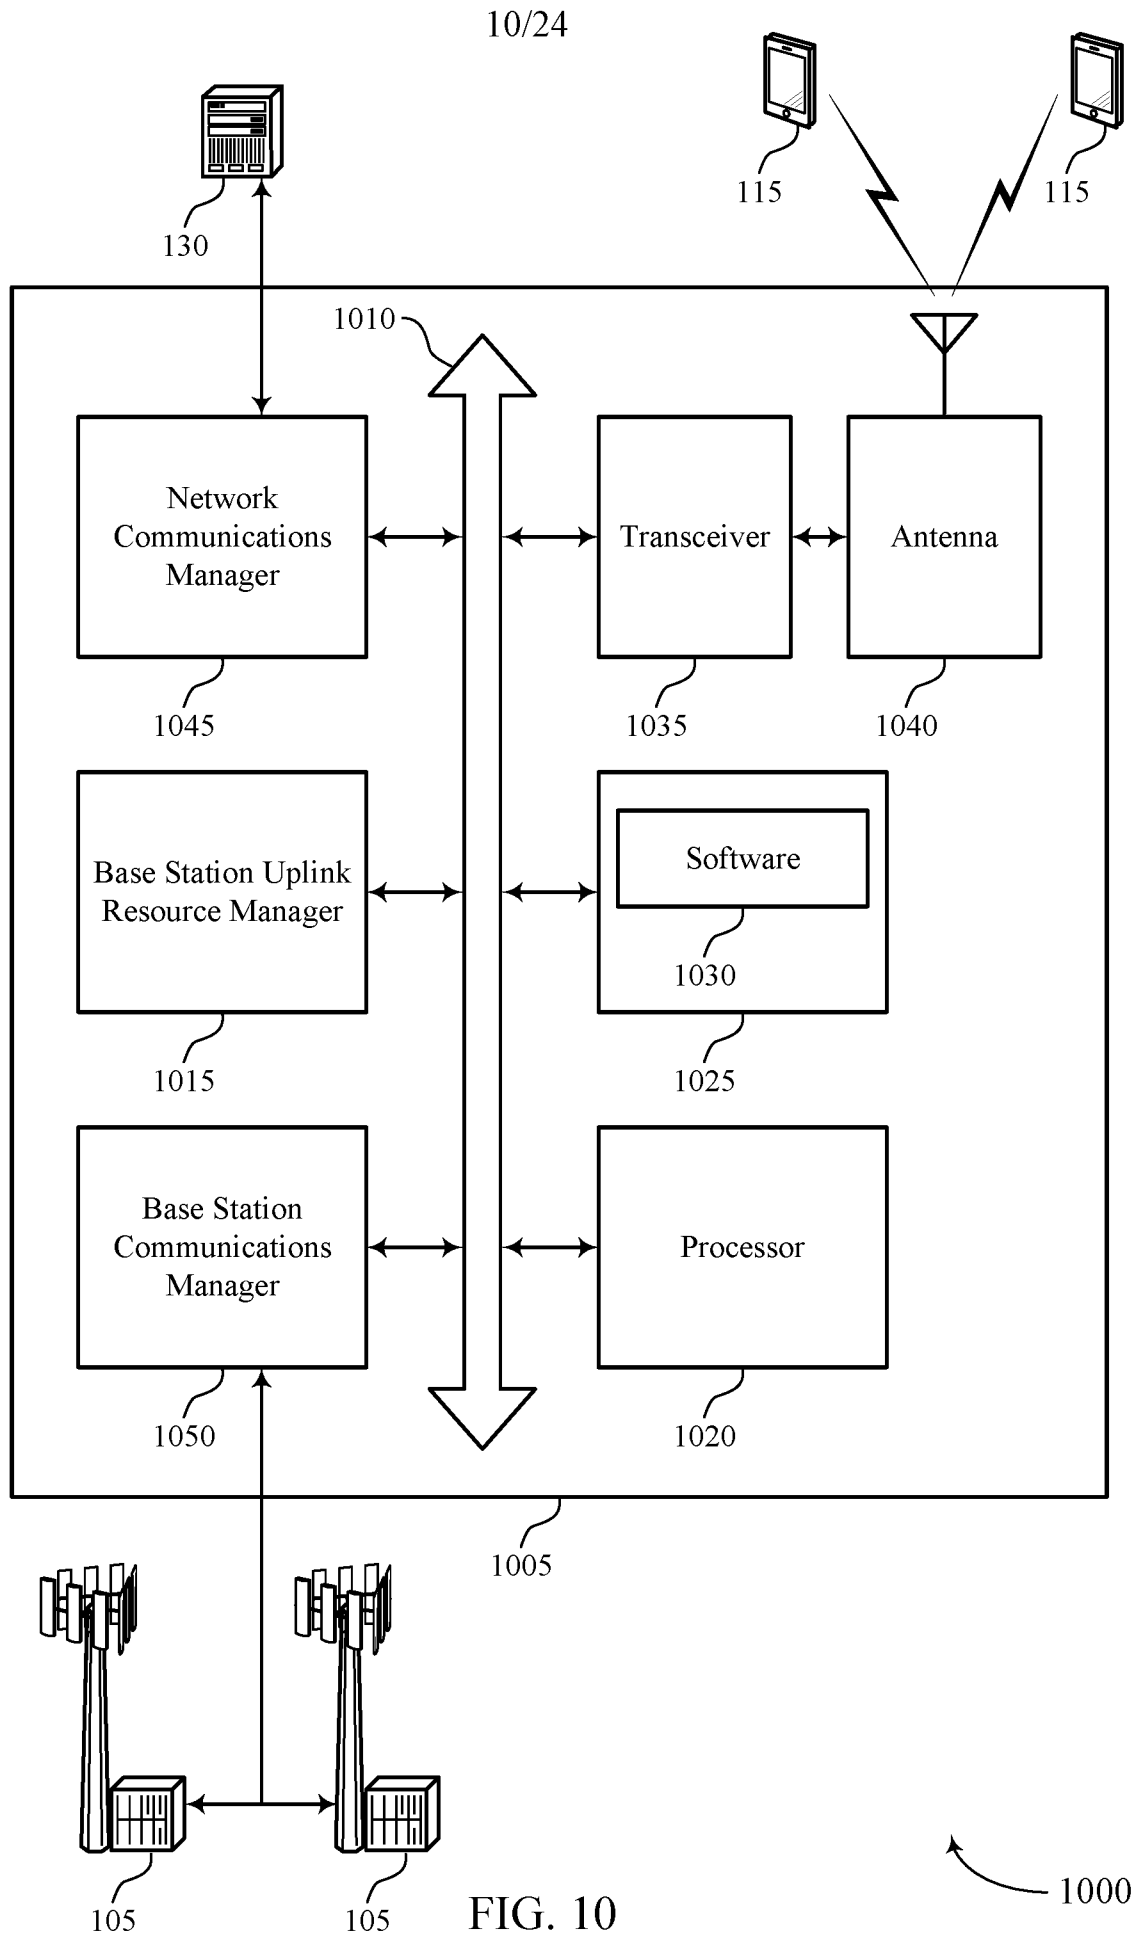 10/24
115
115
130
1010
Network
Communications
Manager
Transceiver
Antenna
1045
1035
1040
Base Station Uplink
Resource Manager
Software
1030
1015
1025
Base Station
Communications
Manager
Processor
1050
1020
1005
105
105
FIG. 10
1000